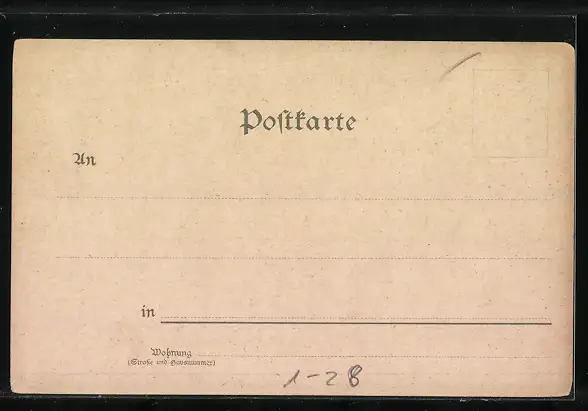 Poſtkarte
An
in
Wohnung
(Straße und Hausnummer)
1-28